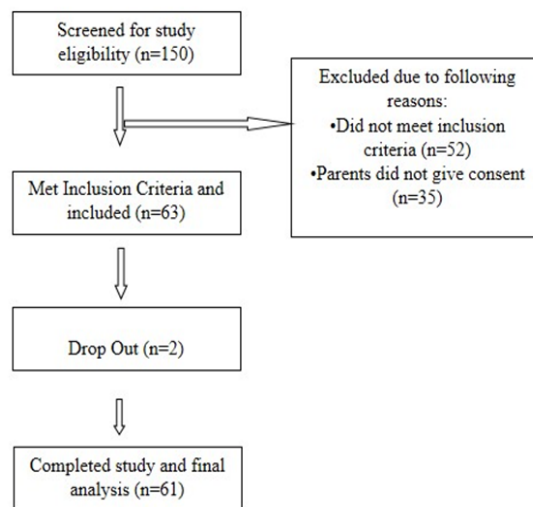 Screened for study
eligibility (n=150)
Excluded due to following
reasons:
•Did not meet inclusion
criteria (n=52)
•Parents did not give consent
(n=35)
Met Inclusion Criteria and
included (n=63)
Drop Out (n=2)
Completed study and final
analysis (n=61)